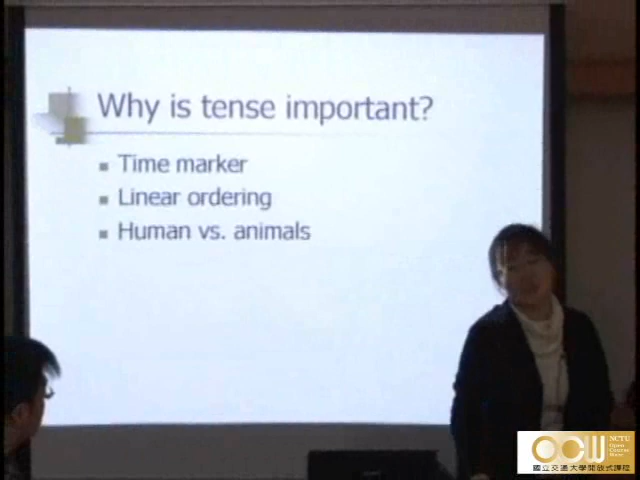 Why is tense important?
Time marker
Linear ordering
Human vs. animals
OCW
NCTU
Open Course Ware
國立交通大學開放式課程